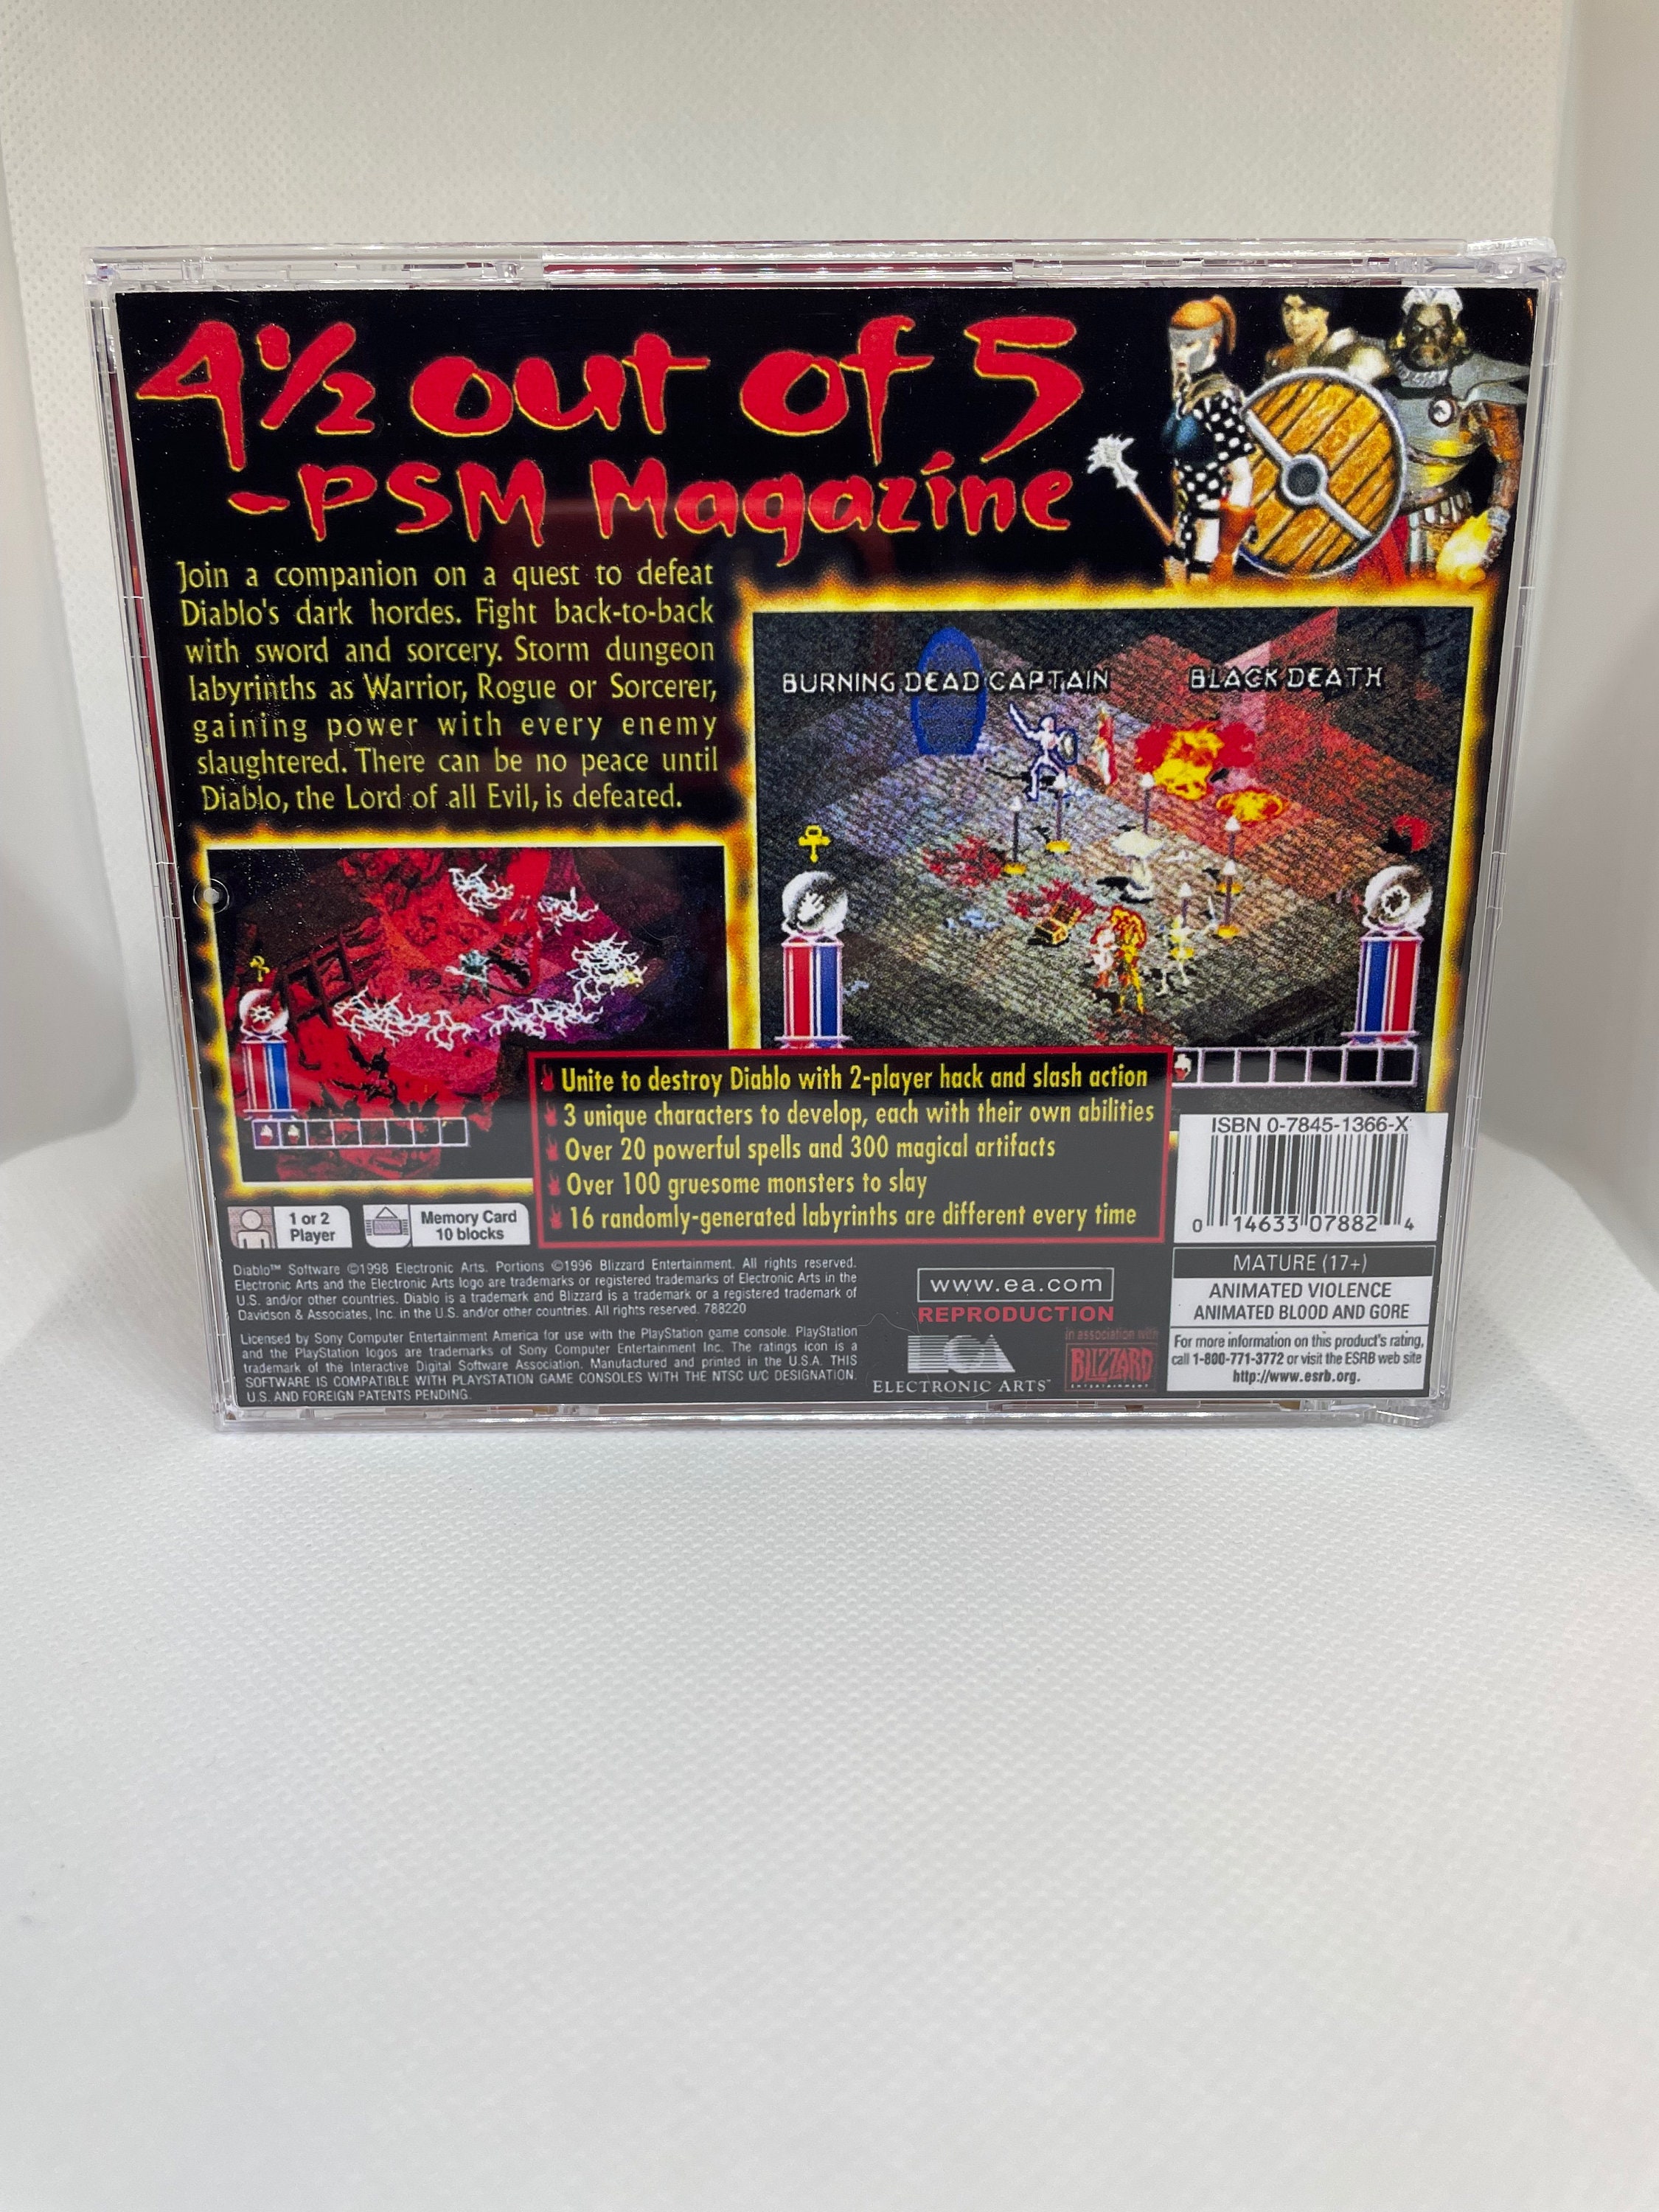 4½ out of 5
-PSM Magazine
Join a companion on a quest to defeat
Diablo's dark hordes. Fight back-to-back
with sword and sorcery. Storm dungeon
labyrinths as Warrior, Rogue or Sorcerer,
gaining power with every enemy
slaughtered. There can be no peace until
Diablo, the Lord of all Evil, is defeated.
BURNING DEAD CAPTAIN
BLACK DEATH
Unite to destroy Diablo with 2-player hack and slash action
3 unique characters to develop, each with their own abilities
Over 20 powerful spells and 300 magical artifacts
Over 100 gruesome monsters to slay
16 randomly-generated labyrinths are different every time
ISBN 0-7845-1366-X
0 14633 07882 4
1 or 2
Player
Memory Card
10 blocks
Diablo™ Software ©1998 Electronic Arts. Portions ©1996 Blizzard Entertainment. All rights reserved.
Electronic Arts and the Electronic Arts logo are trademarks or registered trademarks of Electronic Arts in the
U.S. and/or other countries. Diablo is a trademark and Blizzard is a trademark or a registered trademark of
Davidson & Associates, Inc. in the U.S. and/or other countries. All rights reserved. 788220
Licensed by Sony Computer Entertainment America for use with the PlayStation game console. PlayStation
and the PlayStation logos are trademarks of Sony Computer Entertainment Inc. The ratings icon is a
trademark of the Interactive Digital Software Association. Manufactured and printed in the U.S.A. THIS
SOFTWARE IS COMPATIBLE WITH PLAYSTATION GAME CONSOLES WITH THE NTSC U/C DESIGNATION.
U.S. AND FOREIGN PATENTS PENDING.
www.ea.com
REPRODUCTION
EA
ELECTRONIC ARTS™
in association with
BLIZZARD
ENTERTAINMENT
MATURE (17+)
ANIMATED VIOLENCE
ANIMATED BLOOD AND GORE
For more information on this product's rating,
call 1-800-771-3772 or visit the ESRB web site
http://www.esrb.org.